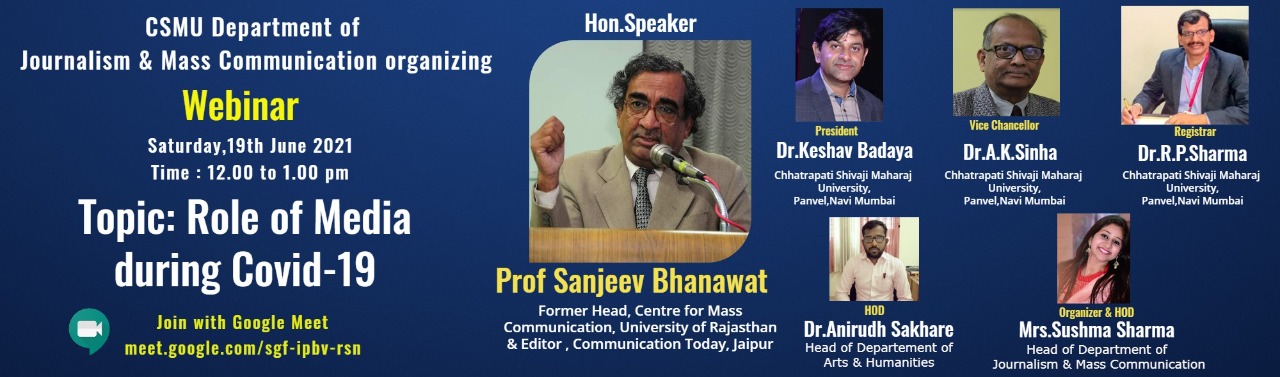 CSMU Department of
Journalism & Mass Communication organizing
Webinar
Saturday,19th June 2021
Time : 12.00 to 1.00 pm
Topic: Role of Media
during Covid-19
Join with Google Meet
meet.google.com/sgf-ipbv-rsn
Hon.Speaker
Prof Sanjeev Bhanawat
Former Head, Centre for Mass
Communication, University of Rajasthan
& Editor , Communication Today, Jaipur
President
Dr.Keshav Badaya
Chhatrapati Shivaji Maharaj
University,
Panvel,Navi Mumbai
Vice Chancellor
Dr.A.K.Sinha
Chhatrapati Shivaji Maharaj
University,
Panvel,Navi Mumbai
Registrar
Dr.R.P.Sharma
Chhatrapati Shivaji Maharaj
University,
Panvel,Navi Mumbai
HOD
Dr.Anirudh Sakhare
Head of Departement of
Arts & Humanities
Organizer & HOD
Mrs.Sushma Sharma
Head of Department of
Journalism & Mass Communication